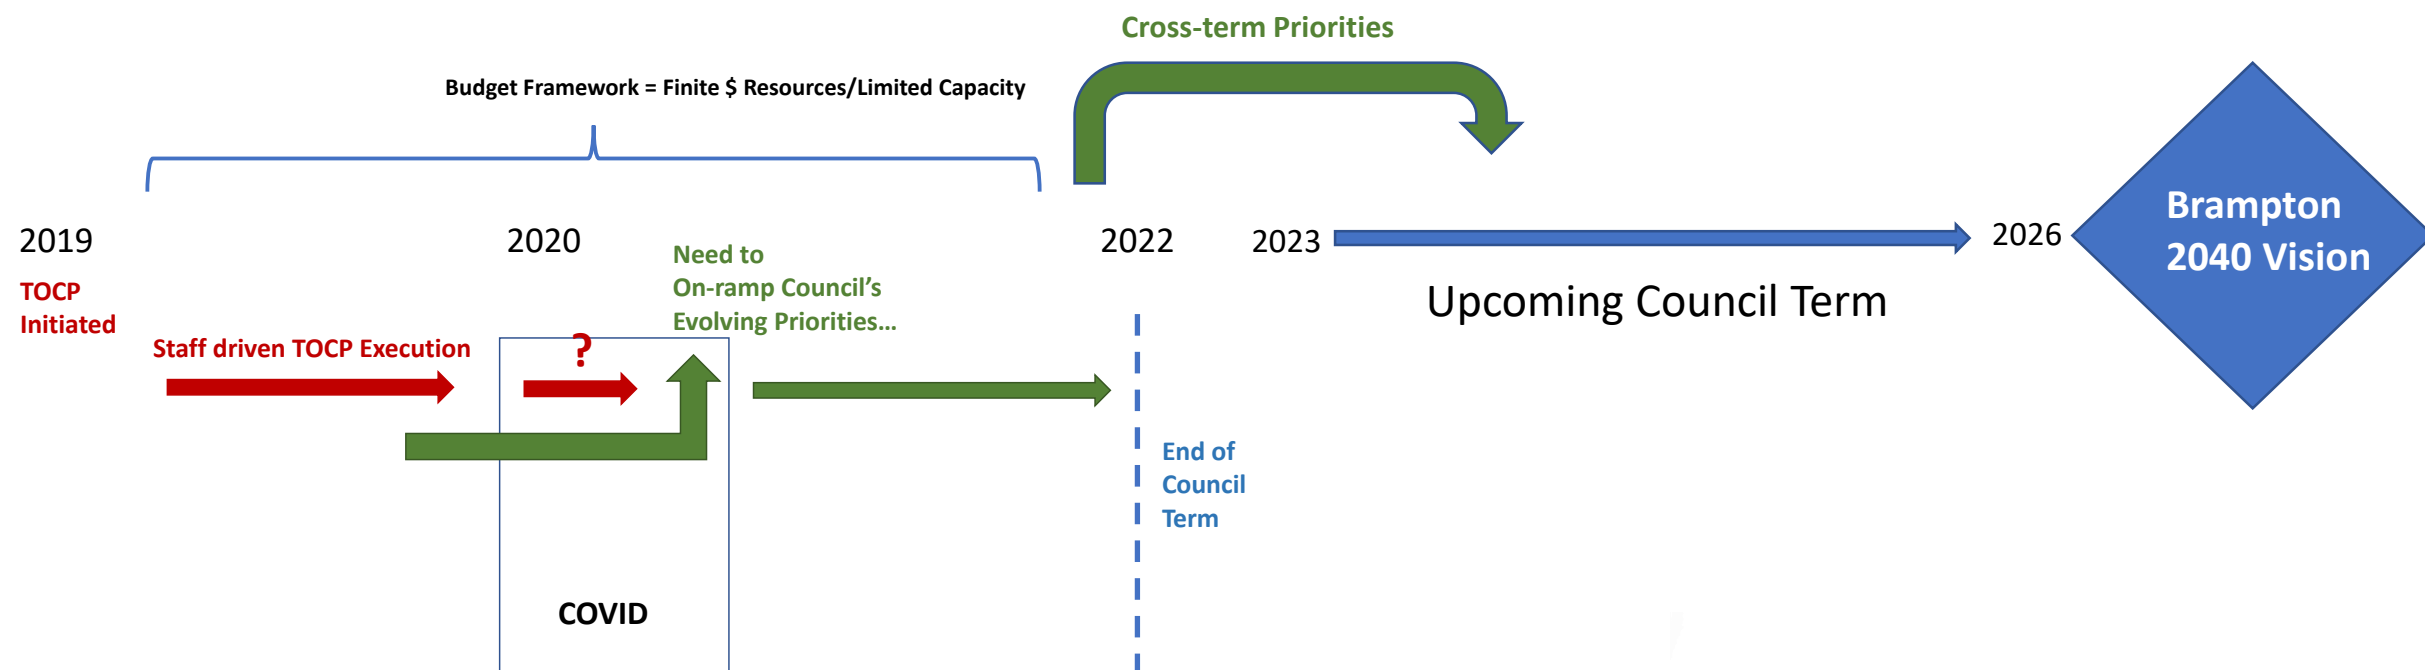 Cross-term Priorities
Budget Framework = Finite $ Resources/Limited Capacity
2019
2020
2022
2023
2026
Brampton
2040 Vision
TOCP
Initiated
Need to
On-ramp Council’s
Evolving Priorities…
Upcoming Council Term
Staff driven TOCP Execution
?
End of
Council
Term
COVID